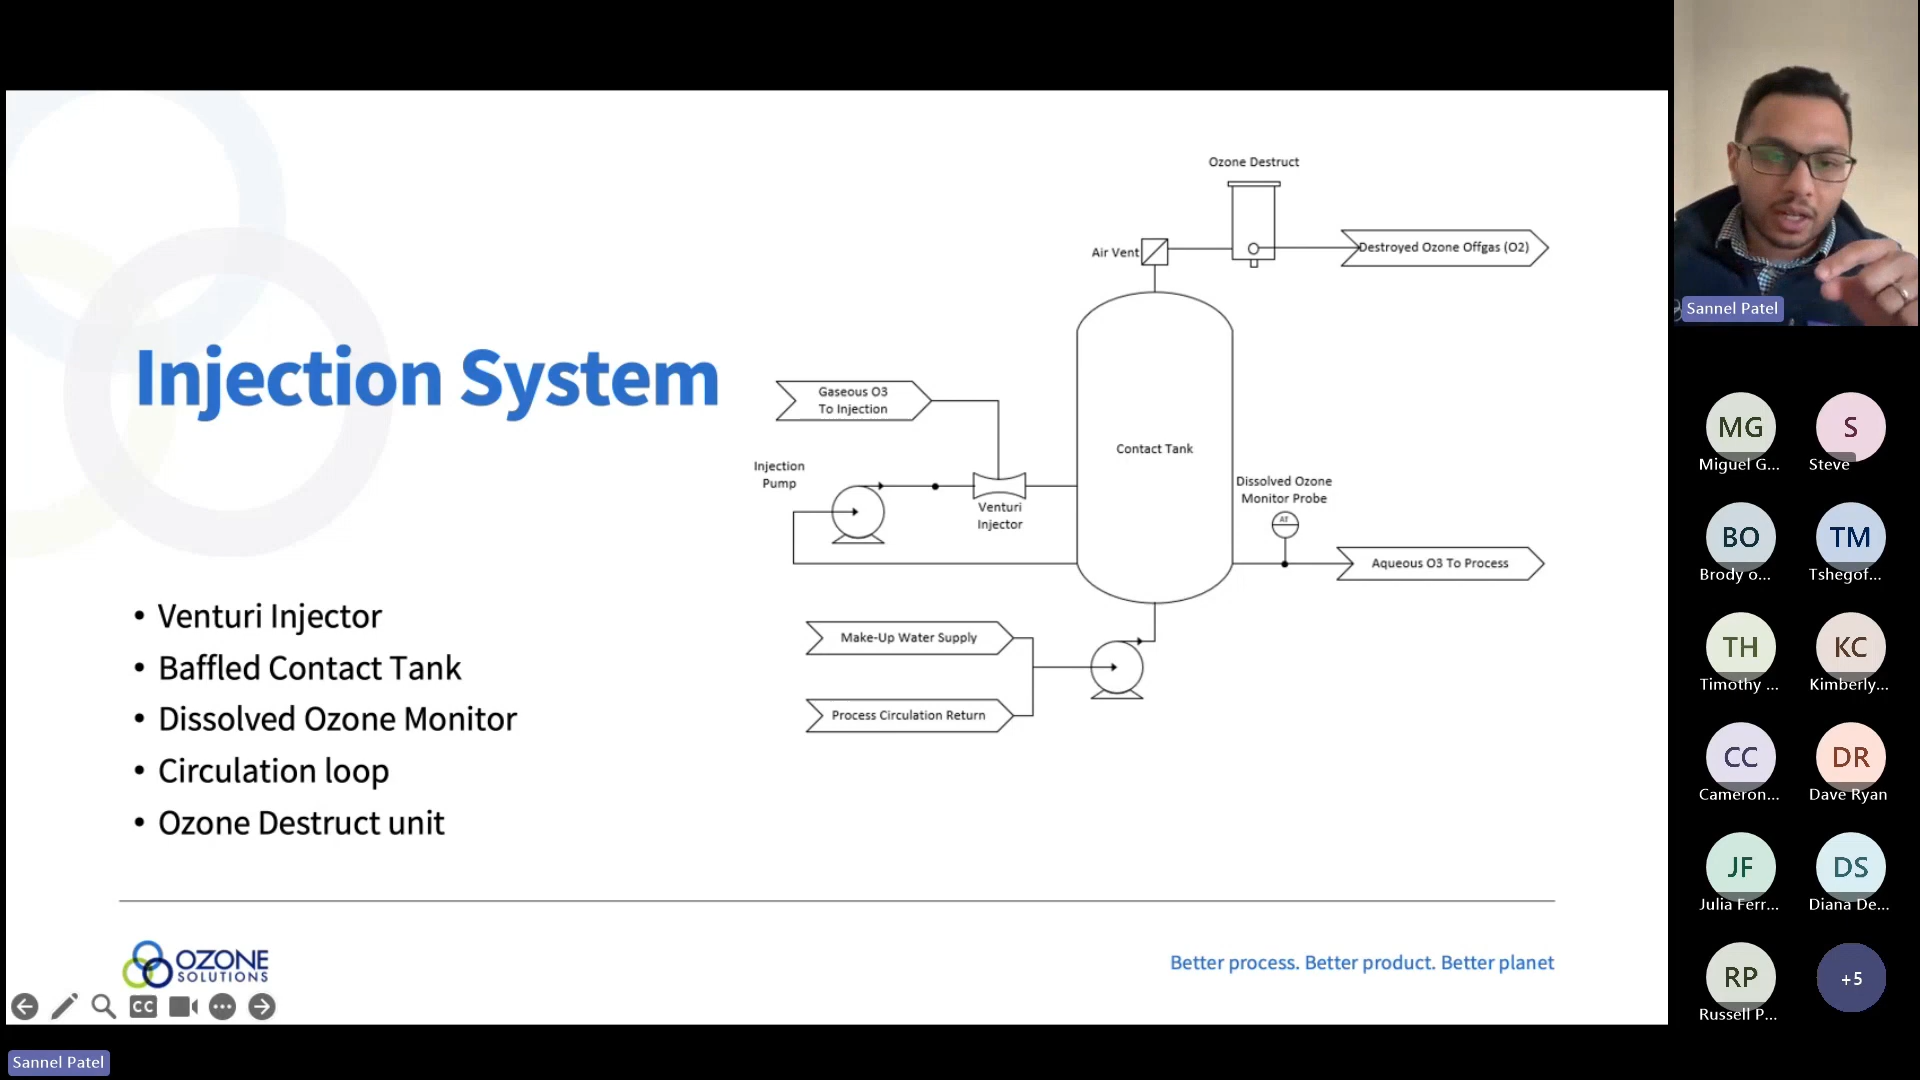 Injection System
• Venturi Injector
• Baffled Contact Tank
• Dissolved Ozone Monitor
• Circulation loop
• Ozone Destruct unit
Ozone Destruct
Air Vent
Destroyed Ozone Offgas (O2)
Gaseous O3
To Injection
Injection
Pump
Venturi
Injector
Contact Tank
Dissolved Ozone
Monitor Probe
AT
Aqueous O3 To Process
Make-Up Water Supply
Process Circulation Return
OZONE
SOLUTIONS
Better process. Better product. Better planet
CC
Sannel Patel
Sannel Patel
MG
Miguel G...
S
Steve
BO
Brody o...
TM
Tshegof...
TH
Timothy ...
KC
Kimberly...
CC
Cameron...
DR
Dave Ryan
JF
Julia Ferr...
DS
Diana De...
RP
Russell P...
+5